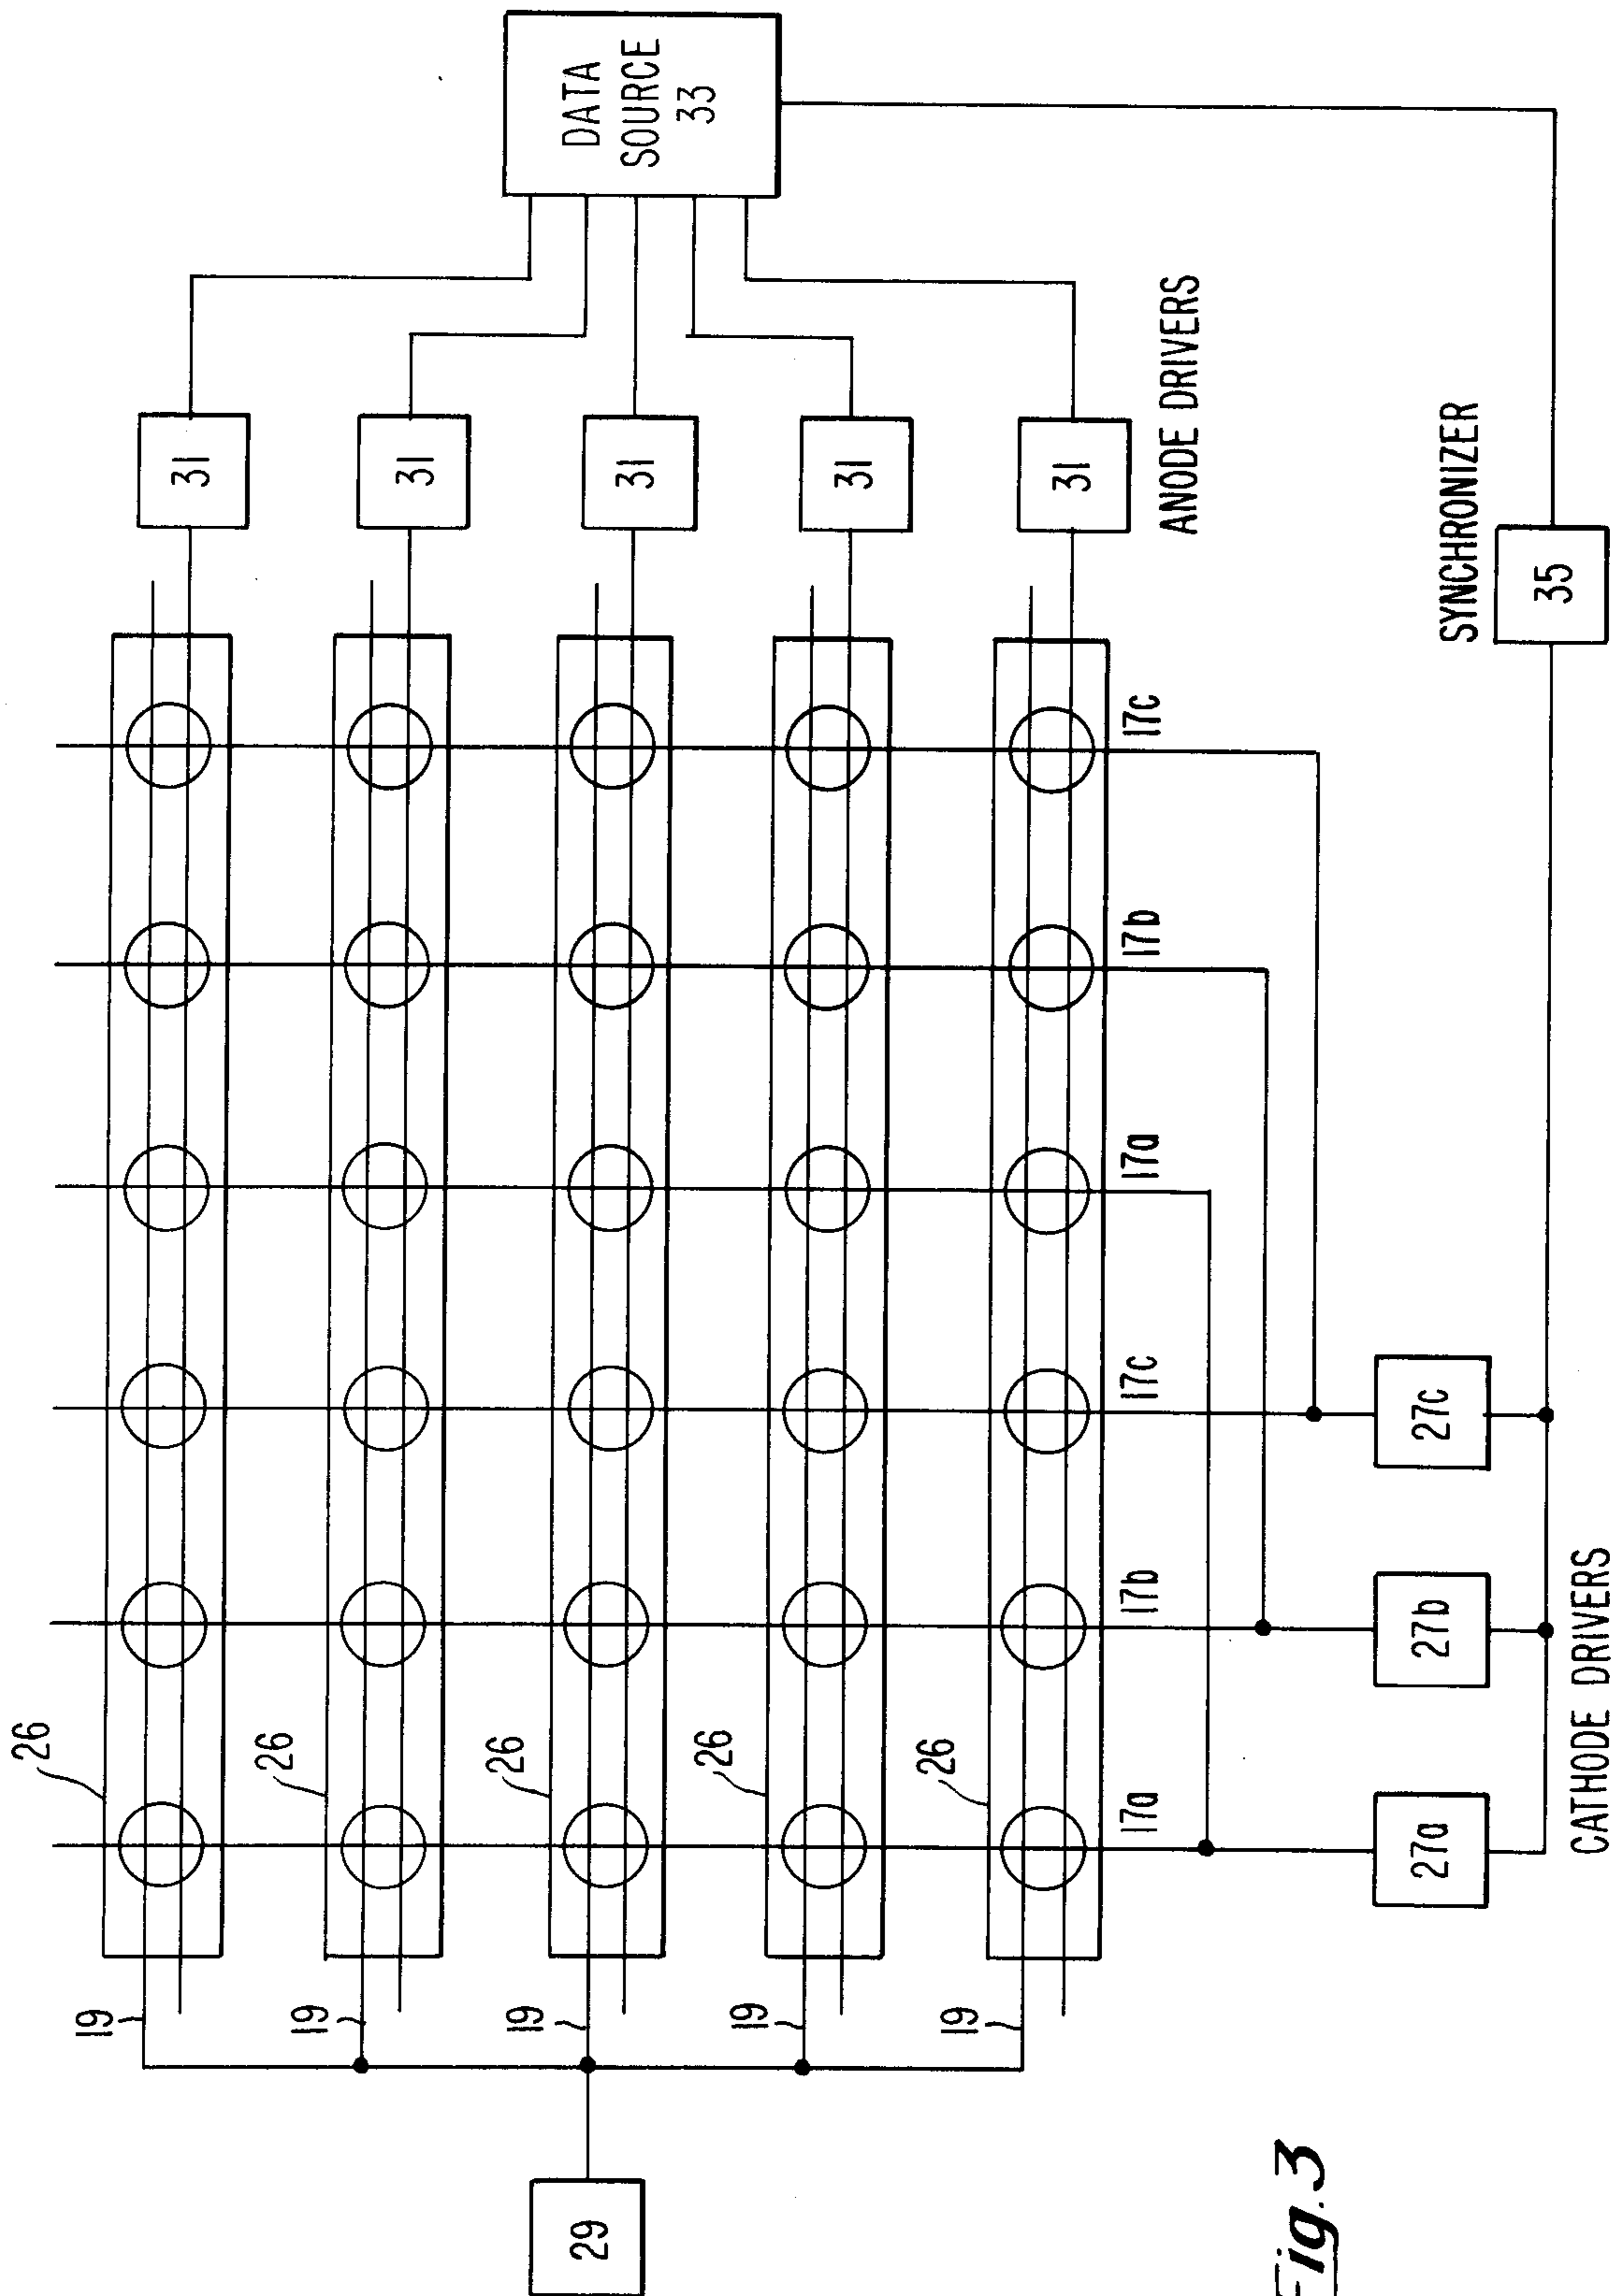 26
19
31
26
19
31
26
19
29
31
DATA
SOURCE
33
26
19
31
26
19
31
17a 17b 17c 17a 17b 17c
ANODE DRIVERS
27a 27b 27c
CATHODE DRIVERS
SYNCHRONIZER
35
Fig.3